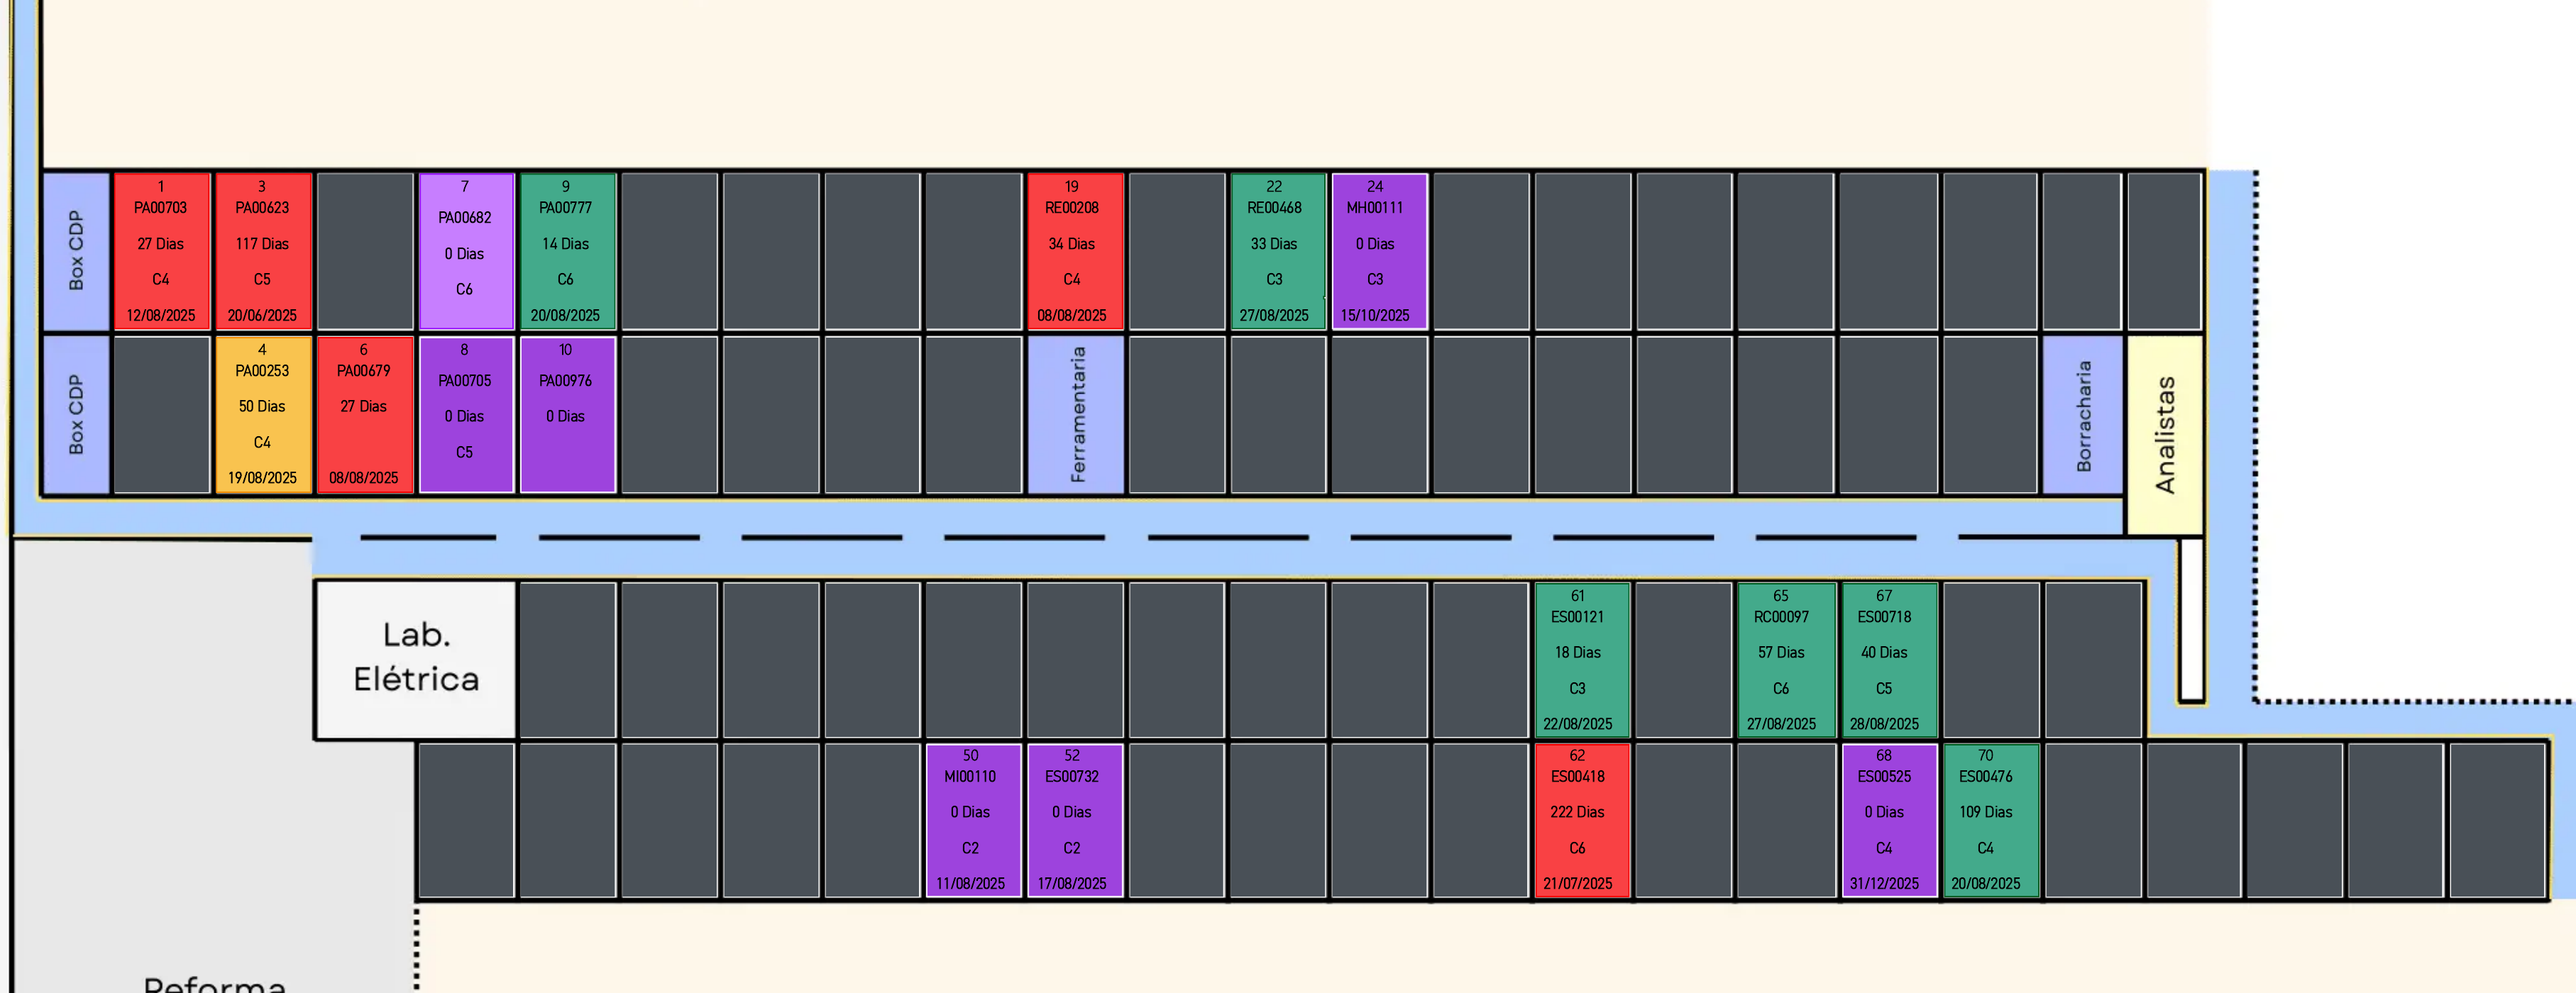 Box CDP
1
PA00703
27 Dias
C4
12/08/2025
3
PA00623
117 Dias
C5
20/06/2025
7
PA00682
0 Dias
C6
9
PA00777
14 Dias
C6
20/08/2025
19
RE00208
34 Dias
C4
08/08/2025
22
RE00468
33 Dias
C3
27/08/2025
24
MH00111
0 Dias
C3
15/10/2025
Box CDP
4
PA00253
50 Dias
C4
19/08/2025
6
PA00679
27 Dias
08/08/2025
8
PA00705
0 Dias
C5
10
PA00976
0 Dias
Ferramentaria
Borracharia
Analistas
Lab.
Elétrica
61
ES00121
18 Dias
C3
22/08/2025
65
RC00097
57 Dias
C6
27/08/2025
67
ES00718
40 Dias
C5
28/08/2025
50
MI00110
0 Dias
C2
11/08/2025
52
ES00732
0 Dias
C2
17/08/2025
62
ES00418
222 Dias
C6
21/07/2025
68
ES00525
0 Dias
C4
31/12/2025
70
ES00476
109 Dias
C4
20/08/2025
Reforma